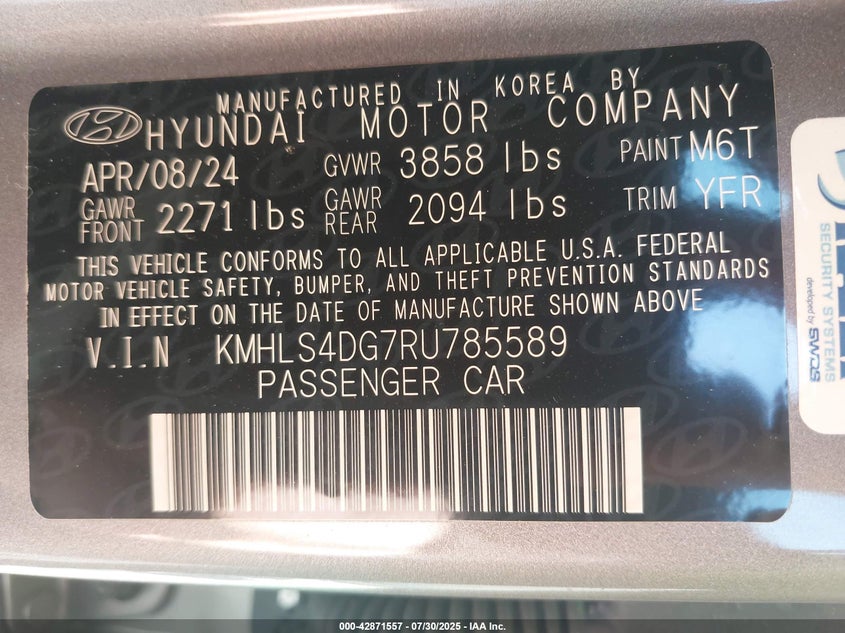 MANUFACTURED IN KOREA BY
HYUNDAI MOTOR COMPANY
APR/08/24 GVWR 3858 lbs PAINT M6T
GAWR FRONT 2271 lbs GAWR REAR 2094 lbs TRIM YFR
THIS VEHICLE CONFORMS TO ALL APPLICABLE U.S.A. FEDERAL
MOTOR VEHICLE SAFETY, BUMPER, AND THEFT PREVENTION STANDARDS
IN EFFECT ON THE DATE OF MANUFACTURE SHOWN ABOVE
V.I.N KMHLS4DG7RU785589
PASSENGER CAR
SECURITY SYSTEMS
developed by SWDS
000-42871557 | 07/30/2025 - IAA Inc.